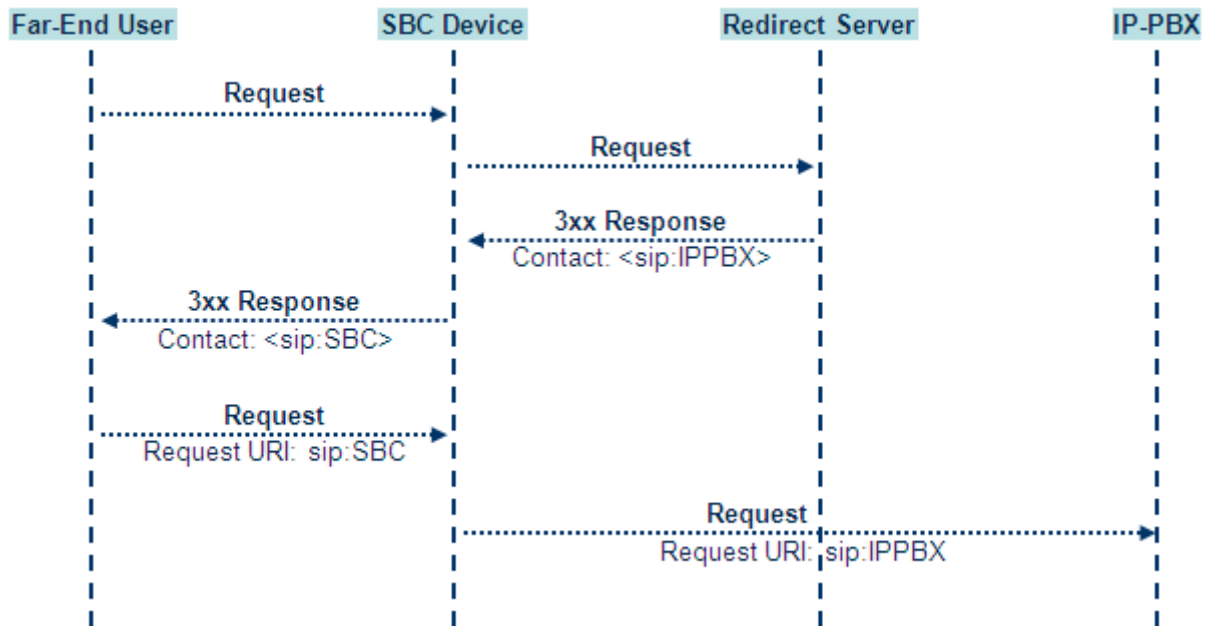 Far-End User
SBC Device
Redirect Server
IP-PBX
Request
Request
3xx Response
Contact: <sip:IPPBX>
3xx Response
Contact: <sip:SBC>
Request
Request URI: sip:SBC
Request
Request URI: sip:IPPBX